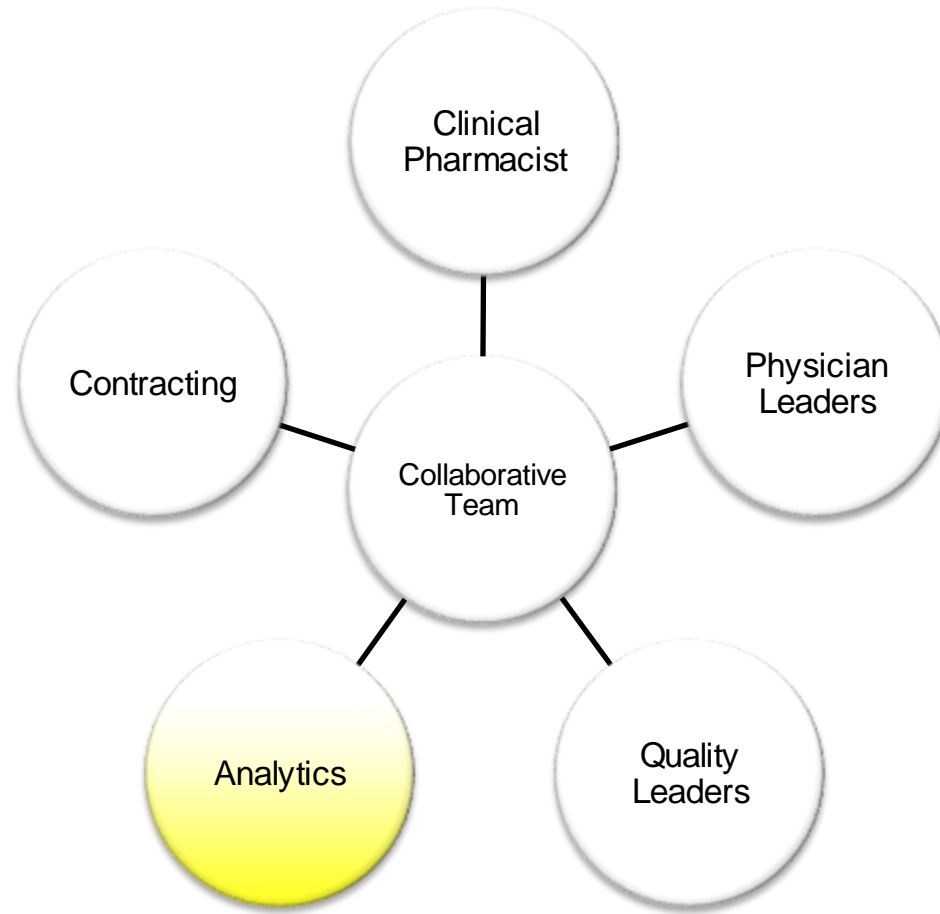 Clinical
Pharmacist
Contracting
Physician
Leaders
Collaborative
Team
Analytics
Quality
Leaders